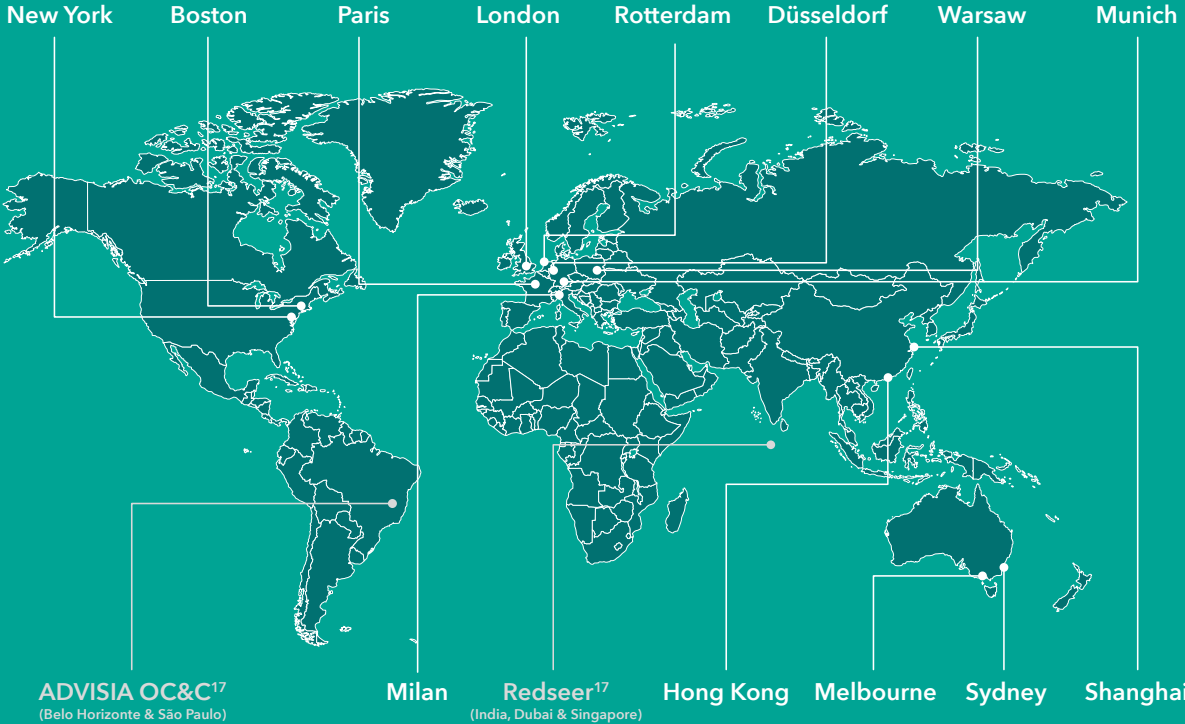 New York Boston Paris London Rotterdam Düsseldorf Warsaw Munich
ADVISIA OC&C17 Milan Redseer17 Hong Kong Melbourne Sydney Shanghai
(Belo Horizonte & São Paulo) (India, Dubai & Singapore)